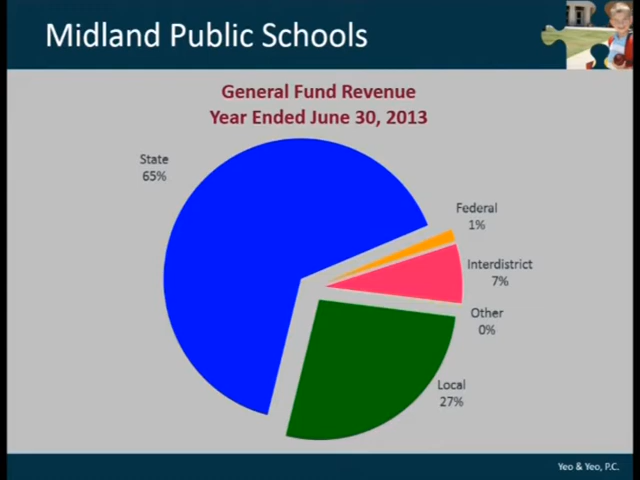 Midland Public Schools
General Fund Revenue
Year Ended June 30, 2013
State
65%
Federal
1%
Interdistrict
7%
Other
0%
Local
27%
Yeo & Yeo, P.C.